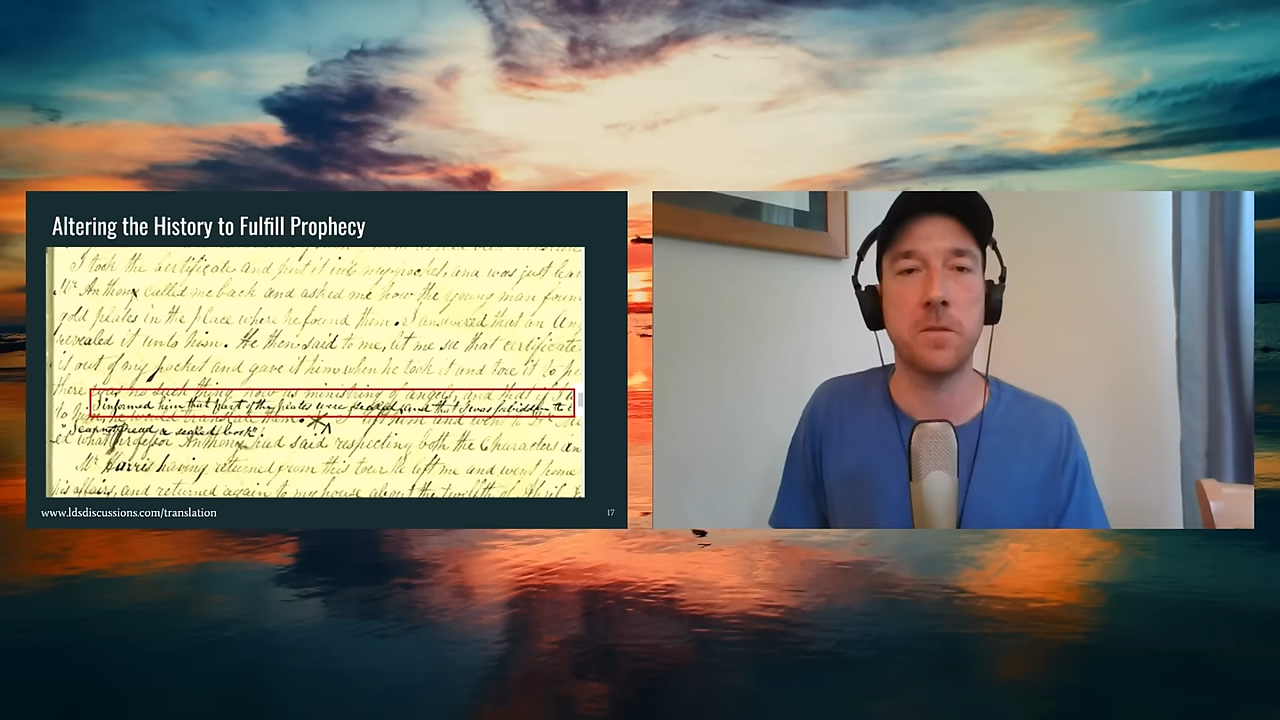 Altering the History to Fulfill Prophecy
I took the certificate and put it into my pocket, and was just
Mr Anthony called me back and asked me how the young man
gold plates in the place where he found them. I answered that an
revealed it unto him. He then said to me, let me see that certificate
it out of my pocket and gave it him when he took it and tore it to
there was no such thing now as ministring of angels and that
I informed him that part of the plates were sealed, and that I was
"I cannot read a sealed book".
what Professor Anthony had said respecting both the Characters
Mr Harris having returned from this tour he left me and went home
his affairs, and returned again to my house about the twelfth of April
www.ldsdiscussions.com/translation
17